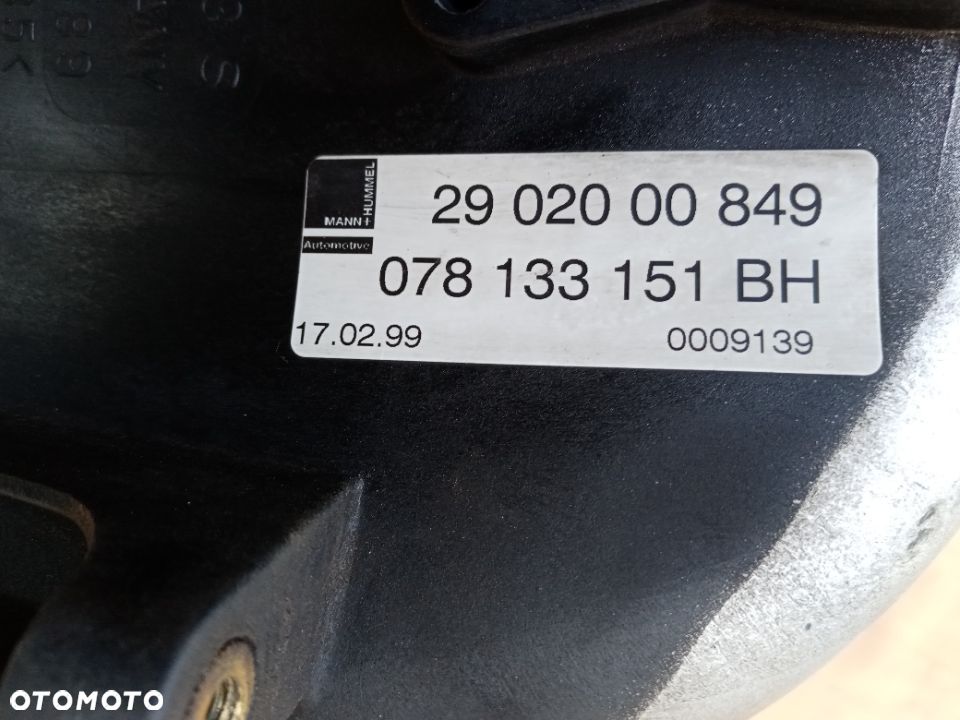 MANN+HUMMEL
Automotive
29 020 00 849
078 133 151 BH
17.02.99
0009139
OTOMOTO